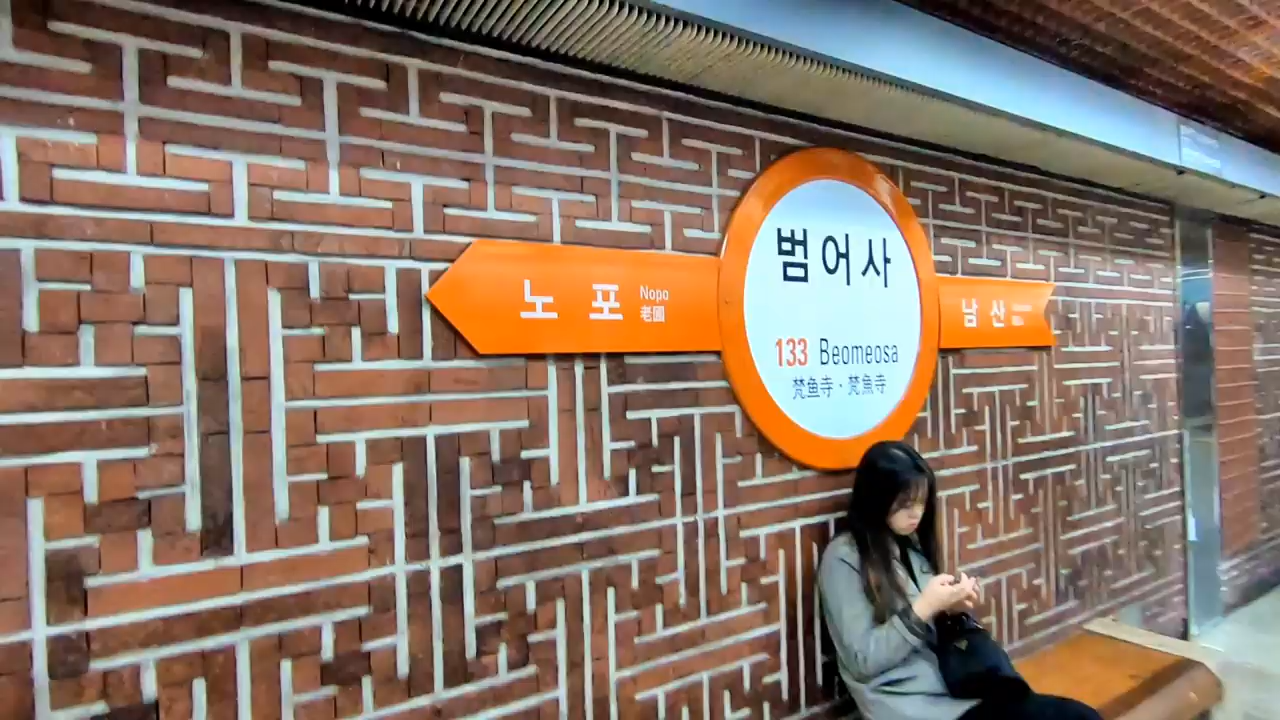 노 포
Nopo
老圃
범어사
133 Beomeosa
梵鱼寺 · 梵魚寺
남 산